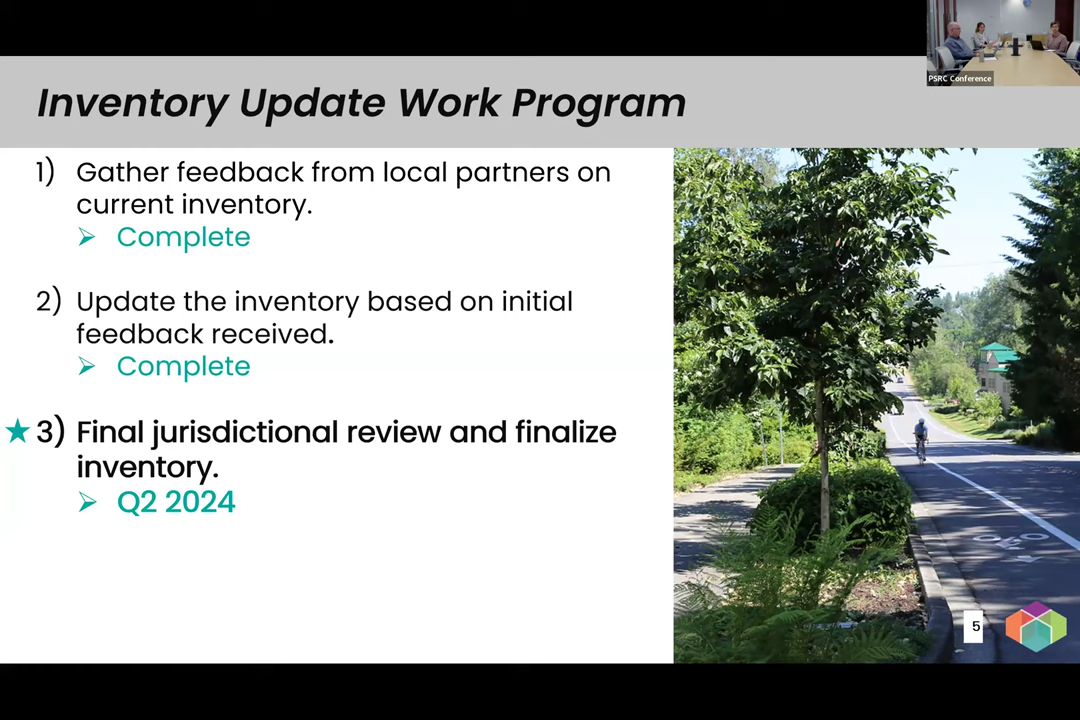 PSRC Conference
Inventory Update Work Program
1) Gather feedback from local partners on
current inventory.
➢ Complete
2) Update the inventory based on initial
feedback received.
➢ Complete
★ 3) Final jurisdictional review and finalize
inventory.
➢ Q2 2024
5